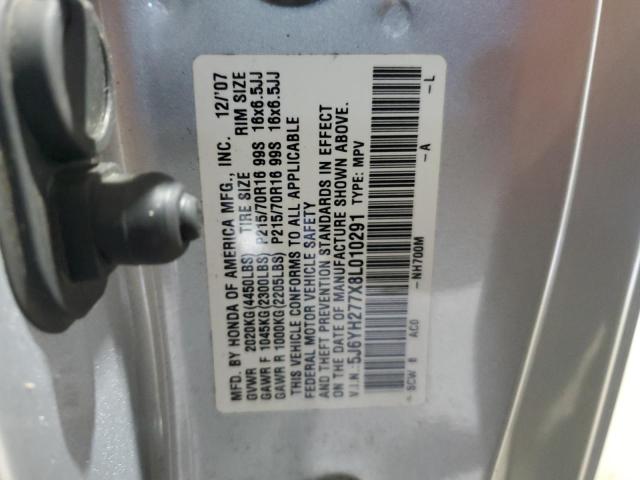 MFD. BY HONDA OF AMERICA MFG., INC. 12/'07
GVWR 2020KG(4450LBS) TIRE SIZE RIM SIZE
GAWR F 1045KG(2300LBS) P215/70R16 99S 16x6.5JJ
GAWR R 1000KG(2205LBS) P215/70R16 99S 16x6.5JJ
THIS VEHICLE CONFORMS TO ALL APPLICABLE
FEDERAL MOTOR VEHICLE SAFETY
AND THEFT PREVENTION STANDARDS IN EFFECT
ON THE DATE OF MANUFACTURE SHOWN ABOVE.
V.I.N.: 5J6YH277X8L010291 TYPE: MPV
SCW 8 AC0 -NH700M -A -L